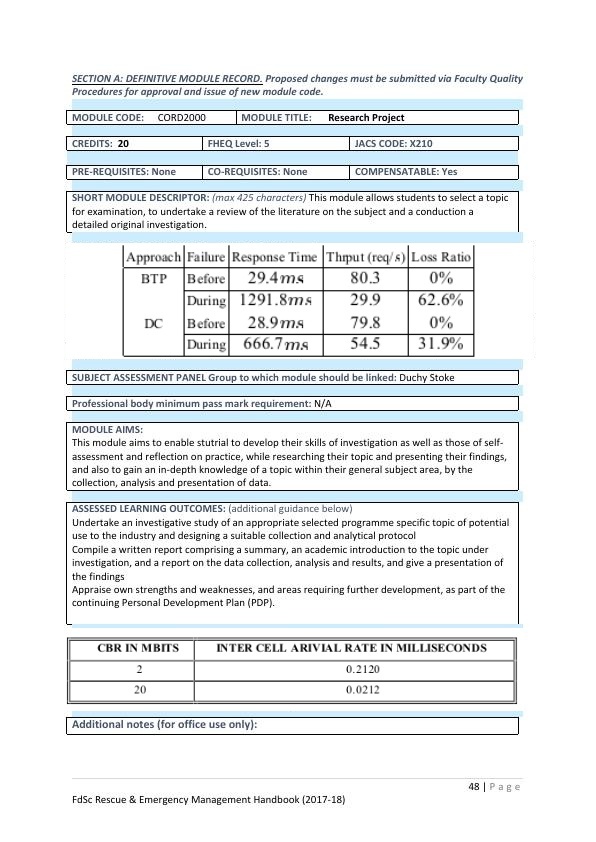 SECTION A: DEFINITIVE MODULE RECORD. Proposed changes must be submitted via Faculty Quality
Procedures for approval and issue of new module code.
MODULE CODE: CORD2000 MODULE TITLE: Research Project
CREDITS: 20 FHEQ Level: 5 JACS CODE: X210
PRE-REQUISITES: None CO-REQUISITES: None COMPENSATABLE: Yes
SHORT MODULE DESCRIPTOR: (max 425 characters) This module allows students to select a topic
for examination, to undertake a review of the literature on the subject and a conduction a
detailed original investigation.
Approach Failure Response Time Thput (req/s) Loss Ratio
BTP Before 29.4ms 80.3 0%
During 1291.8ms 29.9 62.6%
DC Before 28.9ms 79.8 0%
During 666.7ms 54.5 31.9%
SUBJECT ASSESSMENT PANEL Group to which module should be linked: Duchy Stoke
Professional body minimum pass mark requirement: N/A
MODULE AIMS:
This module aims to enable stutrial to develop their skills of investigation as well as those of self-
assessment and reflection on practice, while researching their topic and presenting their findings,
and also to gain an in-depth knowledge of a topic within their general subject area, by the
collection, analysis and presentation of data.
ASSESSED LEARNING OUTCOMES: (additional guidance below)
Undertake an investigative study of an appropriate selected programme specific topic of potential
use to the industry and designing a suitable collection and analytical protocol
Compile a written report comprising a summary, an academic introduction to the topic under
investigation, and a report on the data collection, analysis and results, and give a presentation of
the findings
Appraise own strengths and weaknesses, and areas requiring further development, as part of the
continuing Personal Development Plan (PDP).
CBR IN MBITS INTER CELL ARIVIAL RATE IN MILLISECONDS
2 0.2120
20 0.0212
Additional notes (for office use only):
48 | Page
FdSc Rescue & Emergency Management Handbook (2017-18)